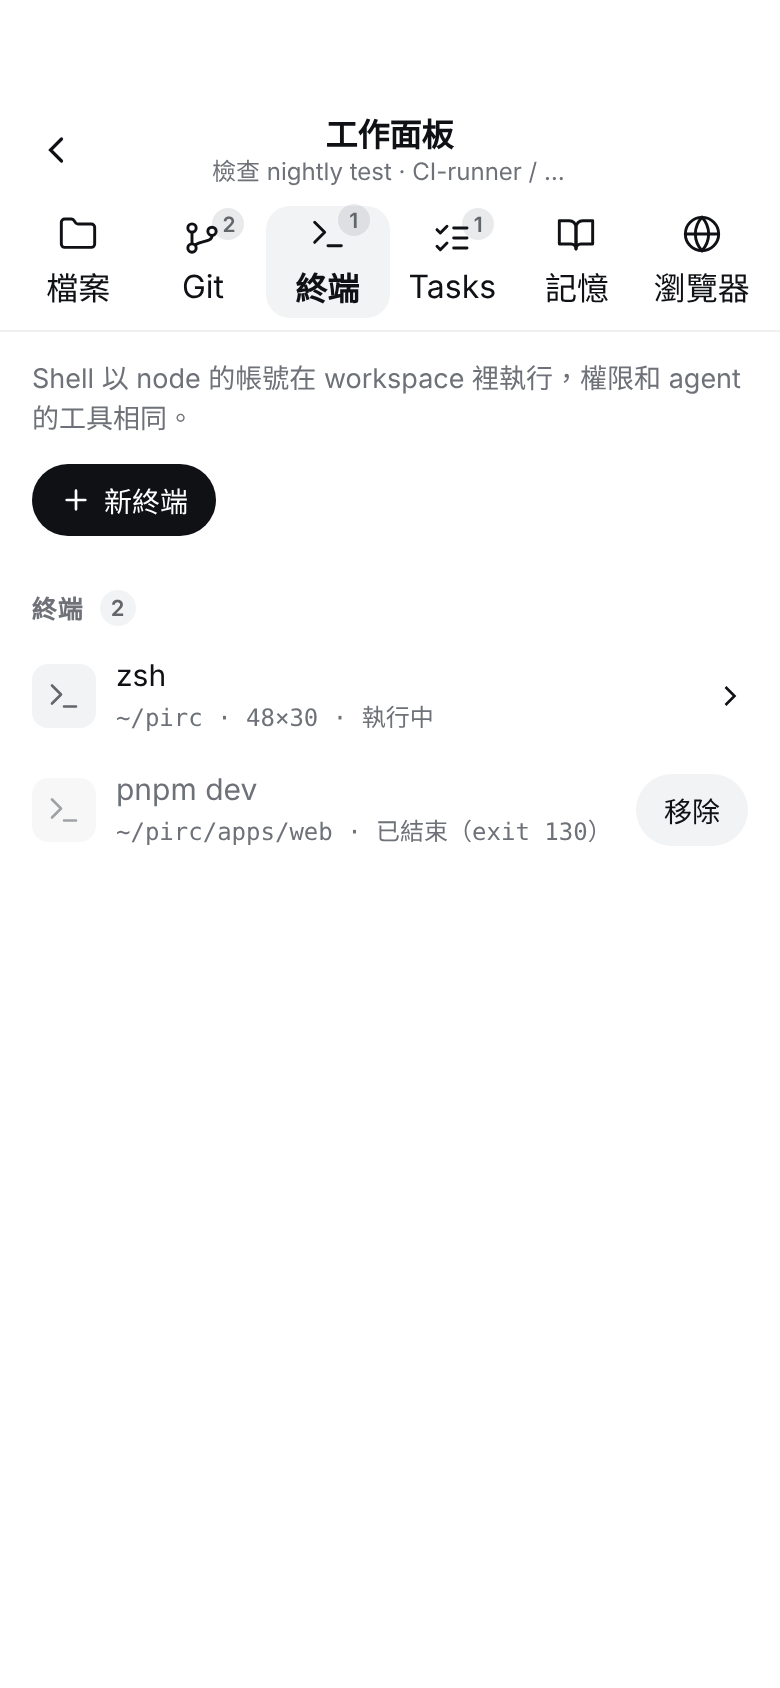 工作面板
檢查 nightly test · CI-runner / ...
檔案
2
Git
1
終端
1
Tasks
記憶
瀏覽器
Shell 以 node 的帳號在 workspace 裡執行，權限和 agent
的工具相同。
新終端
終端 2
zsh
~/pirc · 48×30 · 執行中
pnpm dev
~/pirc/apps/web · 已結束（exit 130）
移除